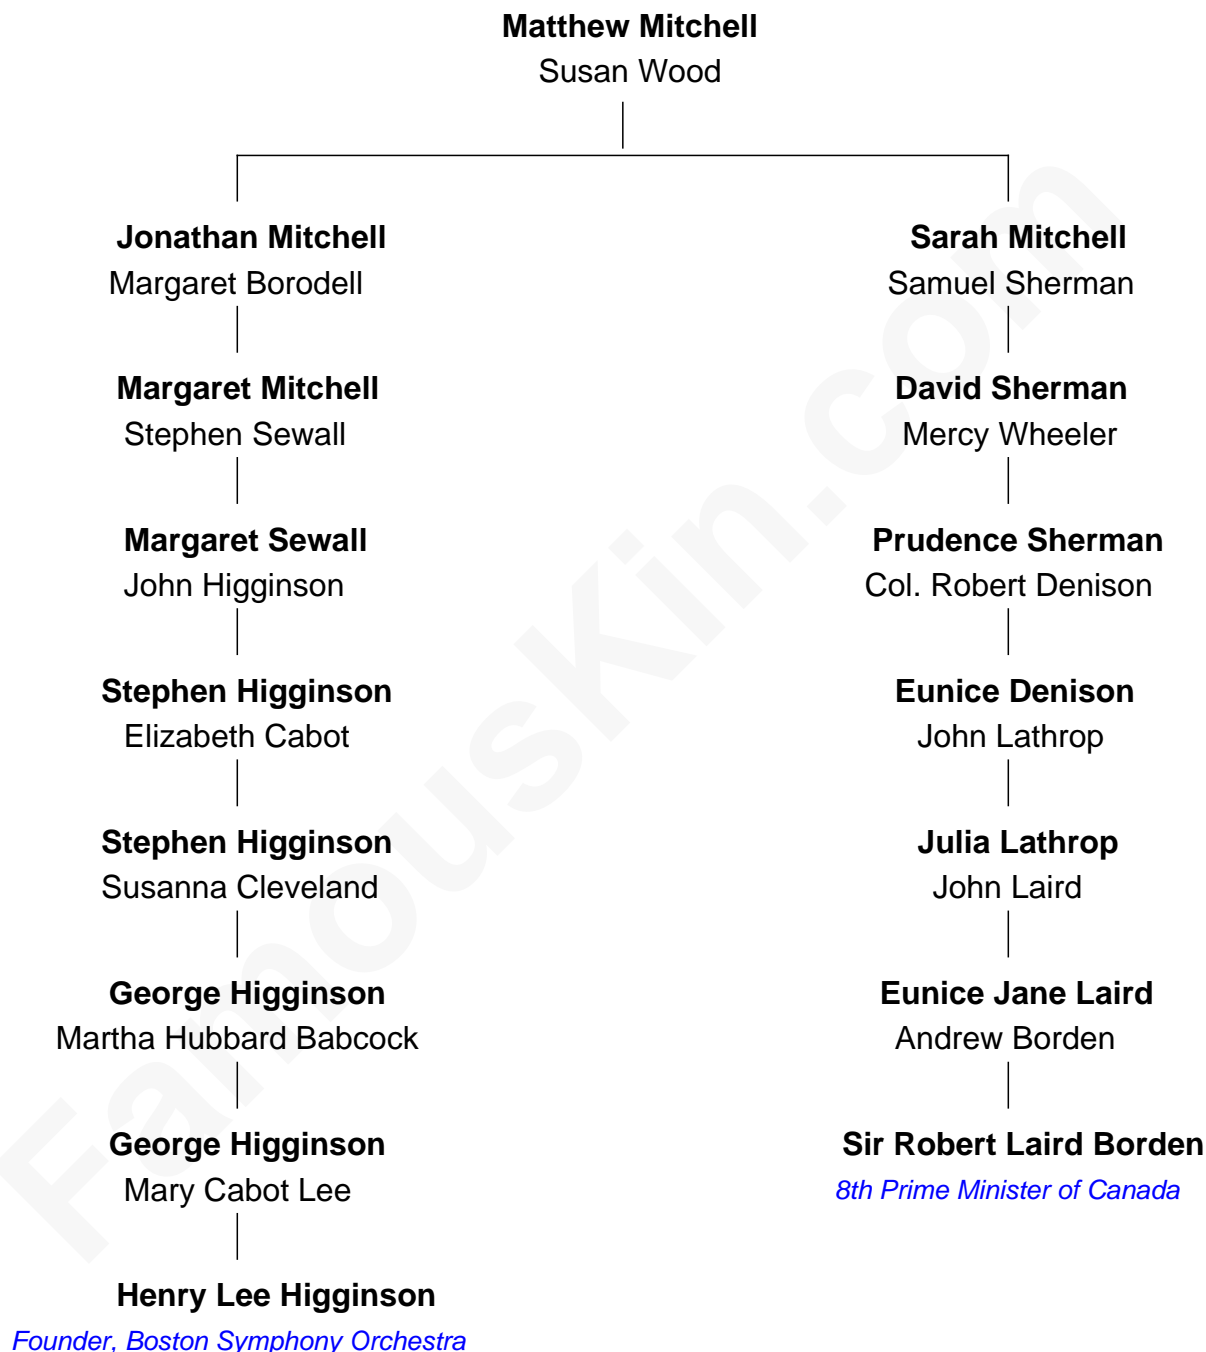 Matthew Mitchell
Susan Wood
Jonathan Mitchell
Margaret Borodell
Sarah Mitchell
Samuel Sherman
Margaret Mitchell
Stephen Sewall
David Sherman
Mercy Wheeler
Margaret Sewall
John Higginson
Prudence Sherman
Col. Robert Denison
Stephen Higginson
Elizabeth Cabot
Eunice Denison
John Lathrop
Stephen Higginson
Susanna Cleveland
Julia Lathrop
John Laird
George Higginson
Martha Hubbard Babcock
Eunice Jane Laird
Andrew Borden
George Higginson
Mary Cabot Lee
Sir Robert Laird Borden
8th Prime Minister of Canada
Henry Lee Higginson
Founder, Boston Symphony Orchestra
FamousKin.com